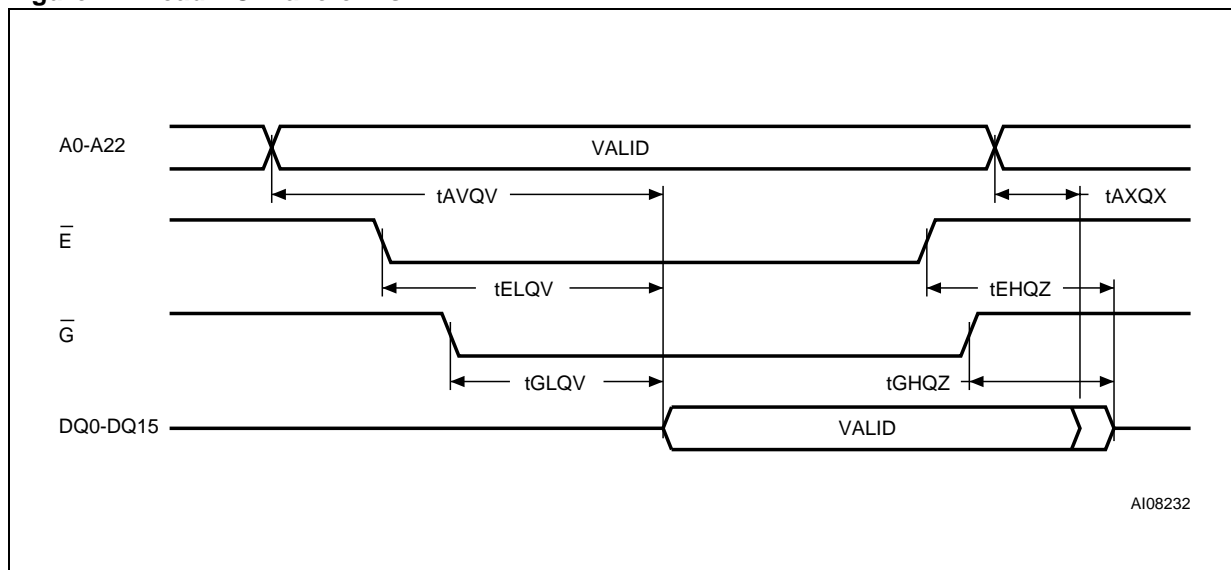 A0-A22
VALID
tAVQV
tAXQX
E
tELQV
tEHQZ
G
tGLQV
tGHQZ
DQ0-DQ15
VALID
AI08232